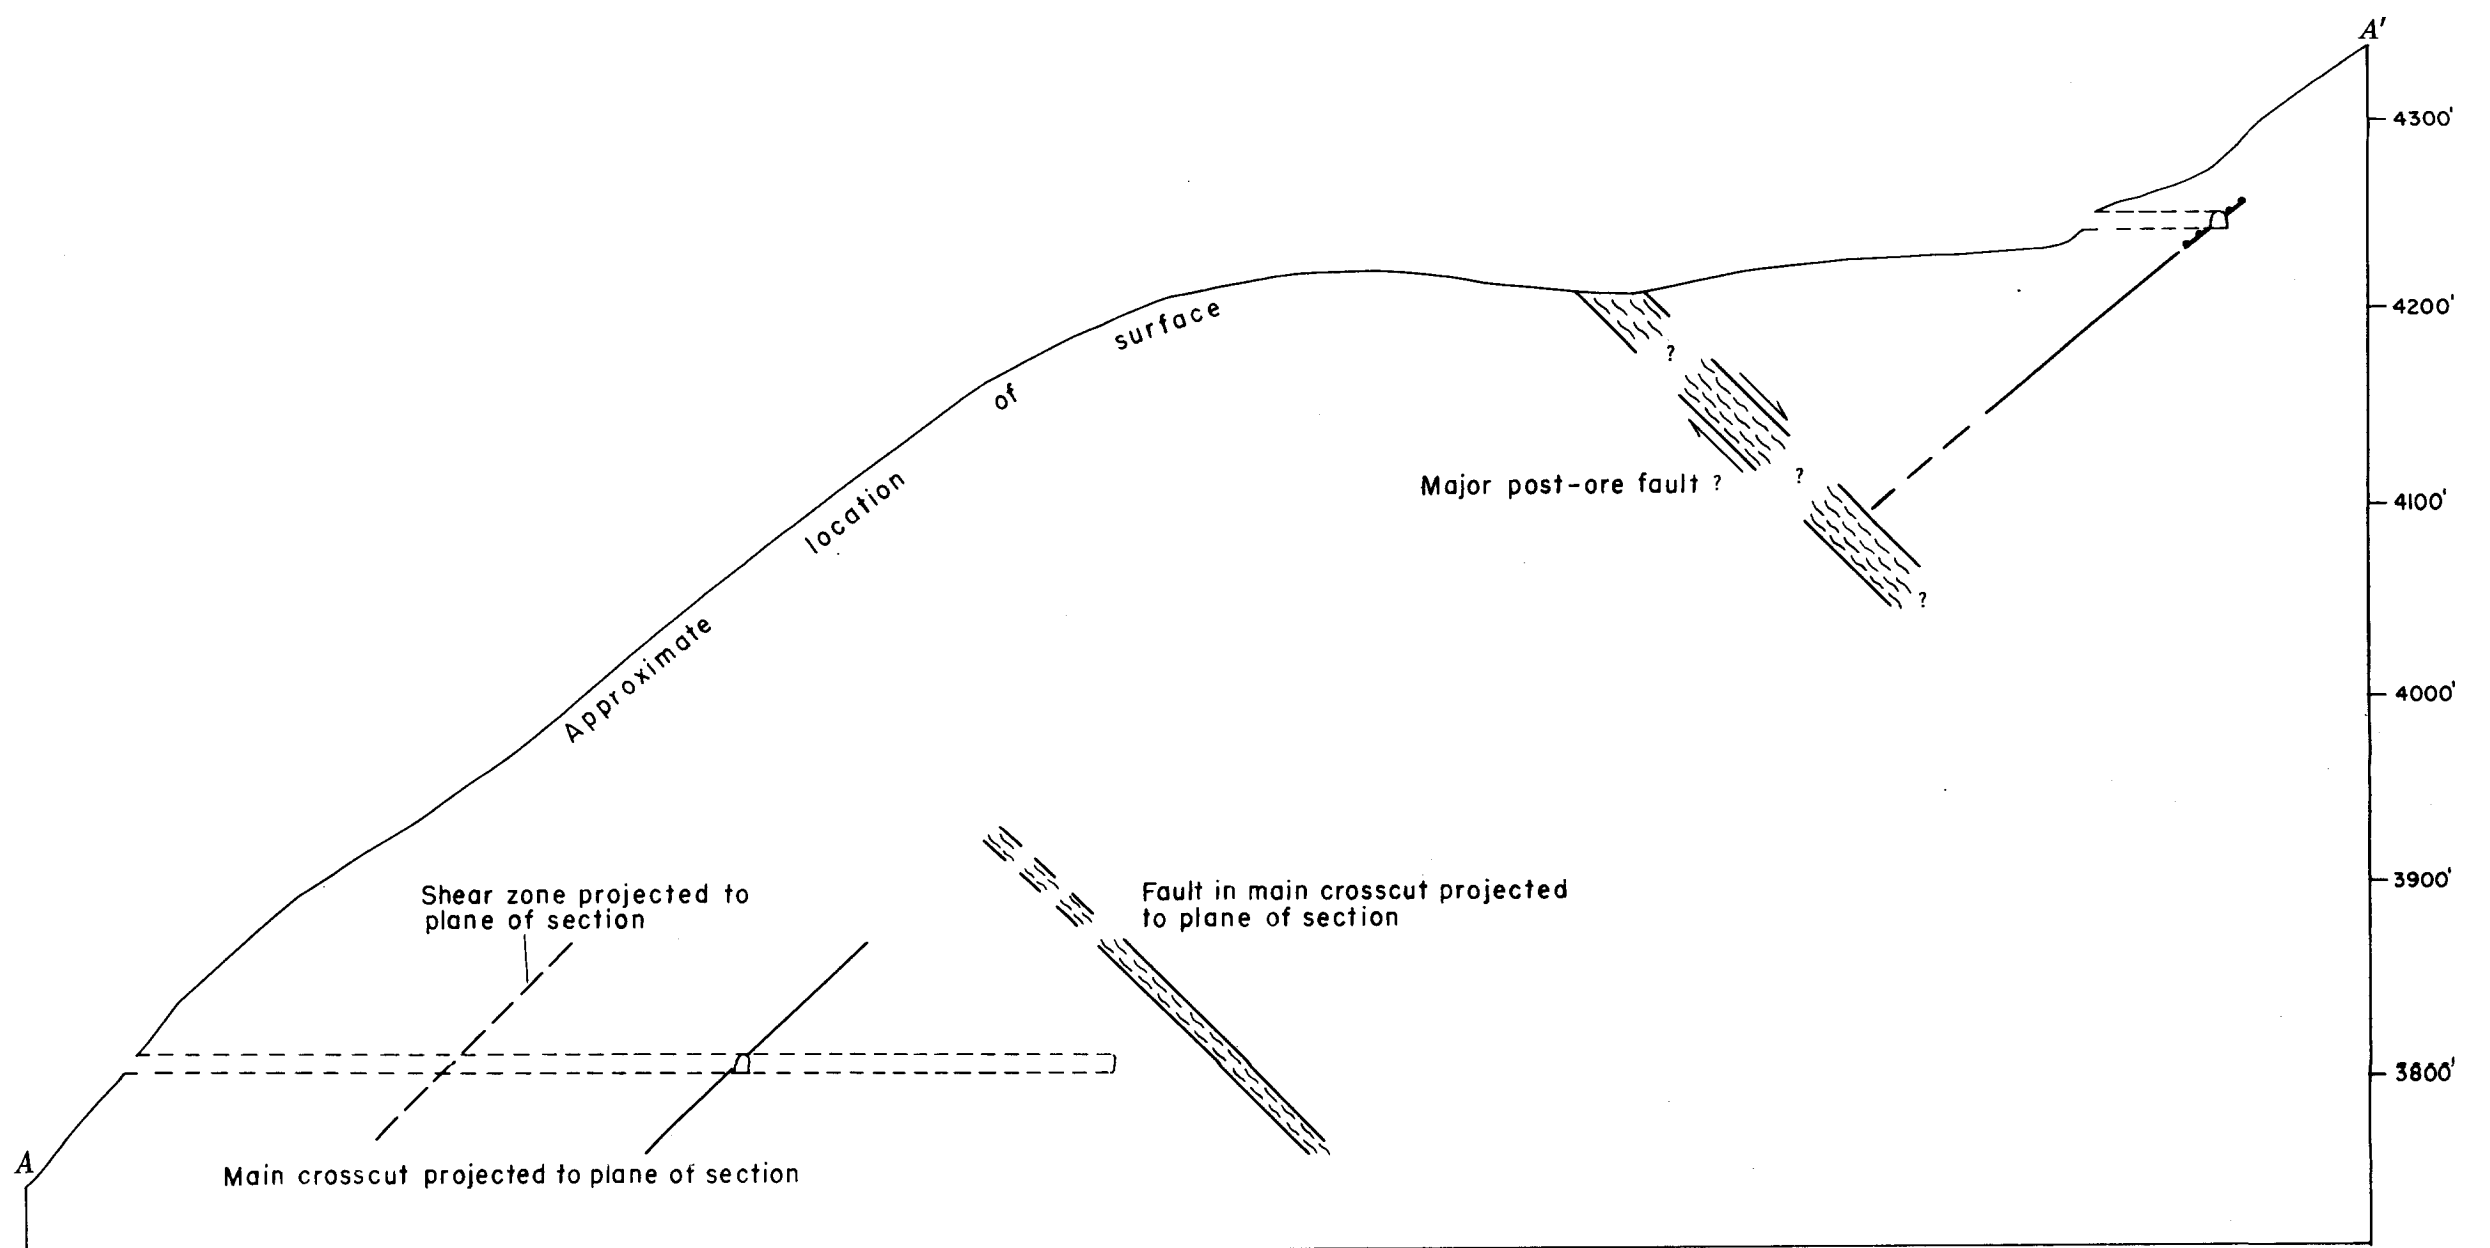 A'
4300'
4200'
Approximate location of surface
?
Major post-ore fault ?
?
4100'
?
4000'
3900'
Shear zone projected to
plane of section
Fault in main crosscut projected
to plane of section
3800'
A
Main crosscut projected to plane of section